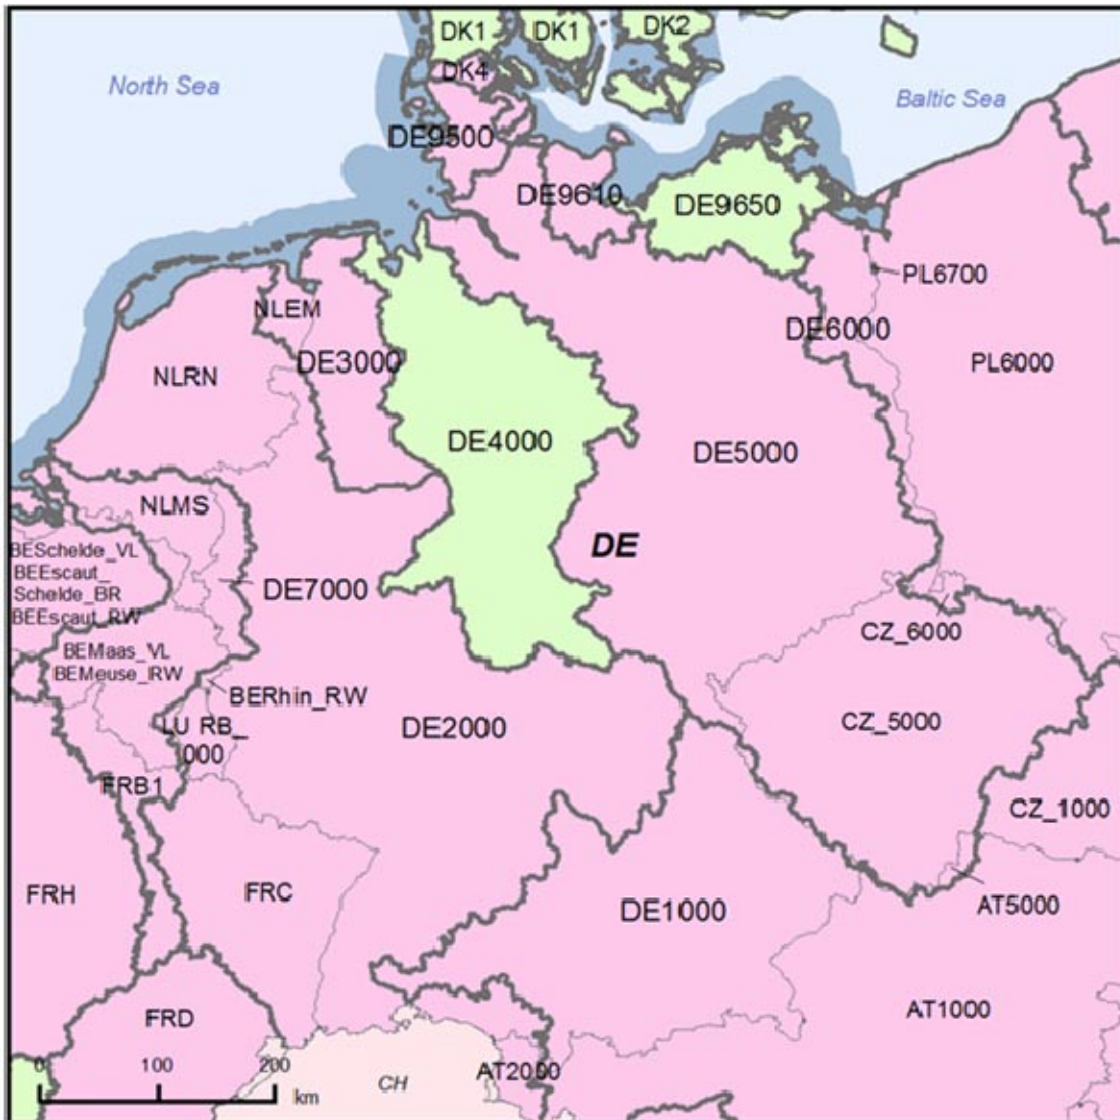 DK1
DK1
DK2
DK4
North Sea
Baltic Sea
DE9500
DE9610
DE9650
PL6700
NLEM
DE6000
DE3000
PL6000
NLRN
DE4000
DE5000
NLMS
DE
BESchelde_VL
BEEscaut_
Schelde_BR
BEEscaut_RW
DE7000
CZ_6000
BEMaas_VL
BEMeuse_RW
BERhin_RW
LU RB_
000
DE2000
CZ_5000
FRB1
CZ_1000
FRH
FRC
DE1000
AT5000
AT1000
FRD
AT2000
CH
0 100 200
km